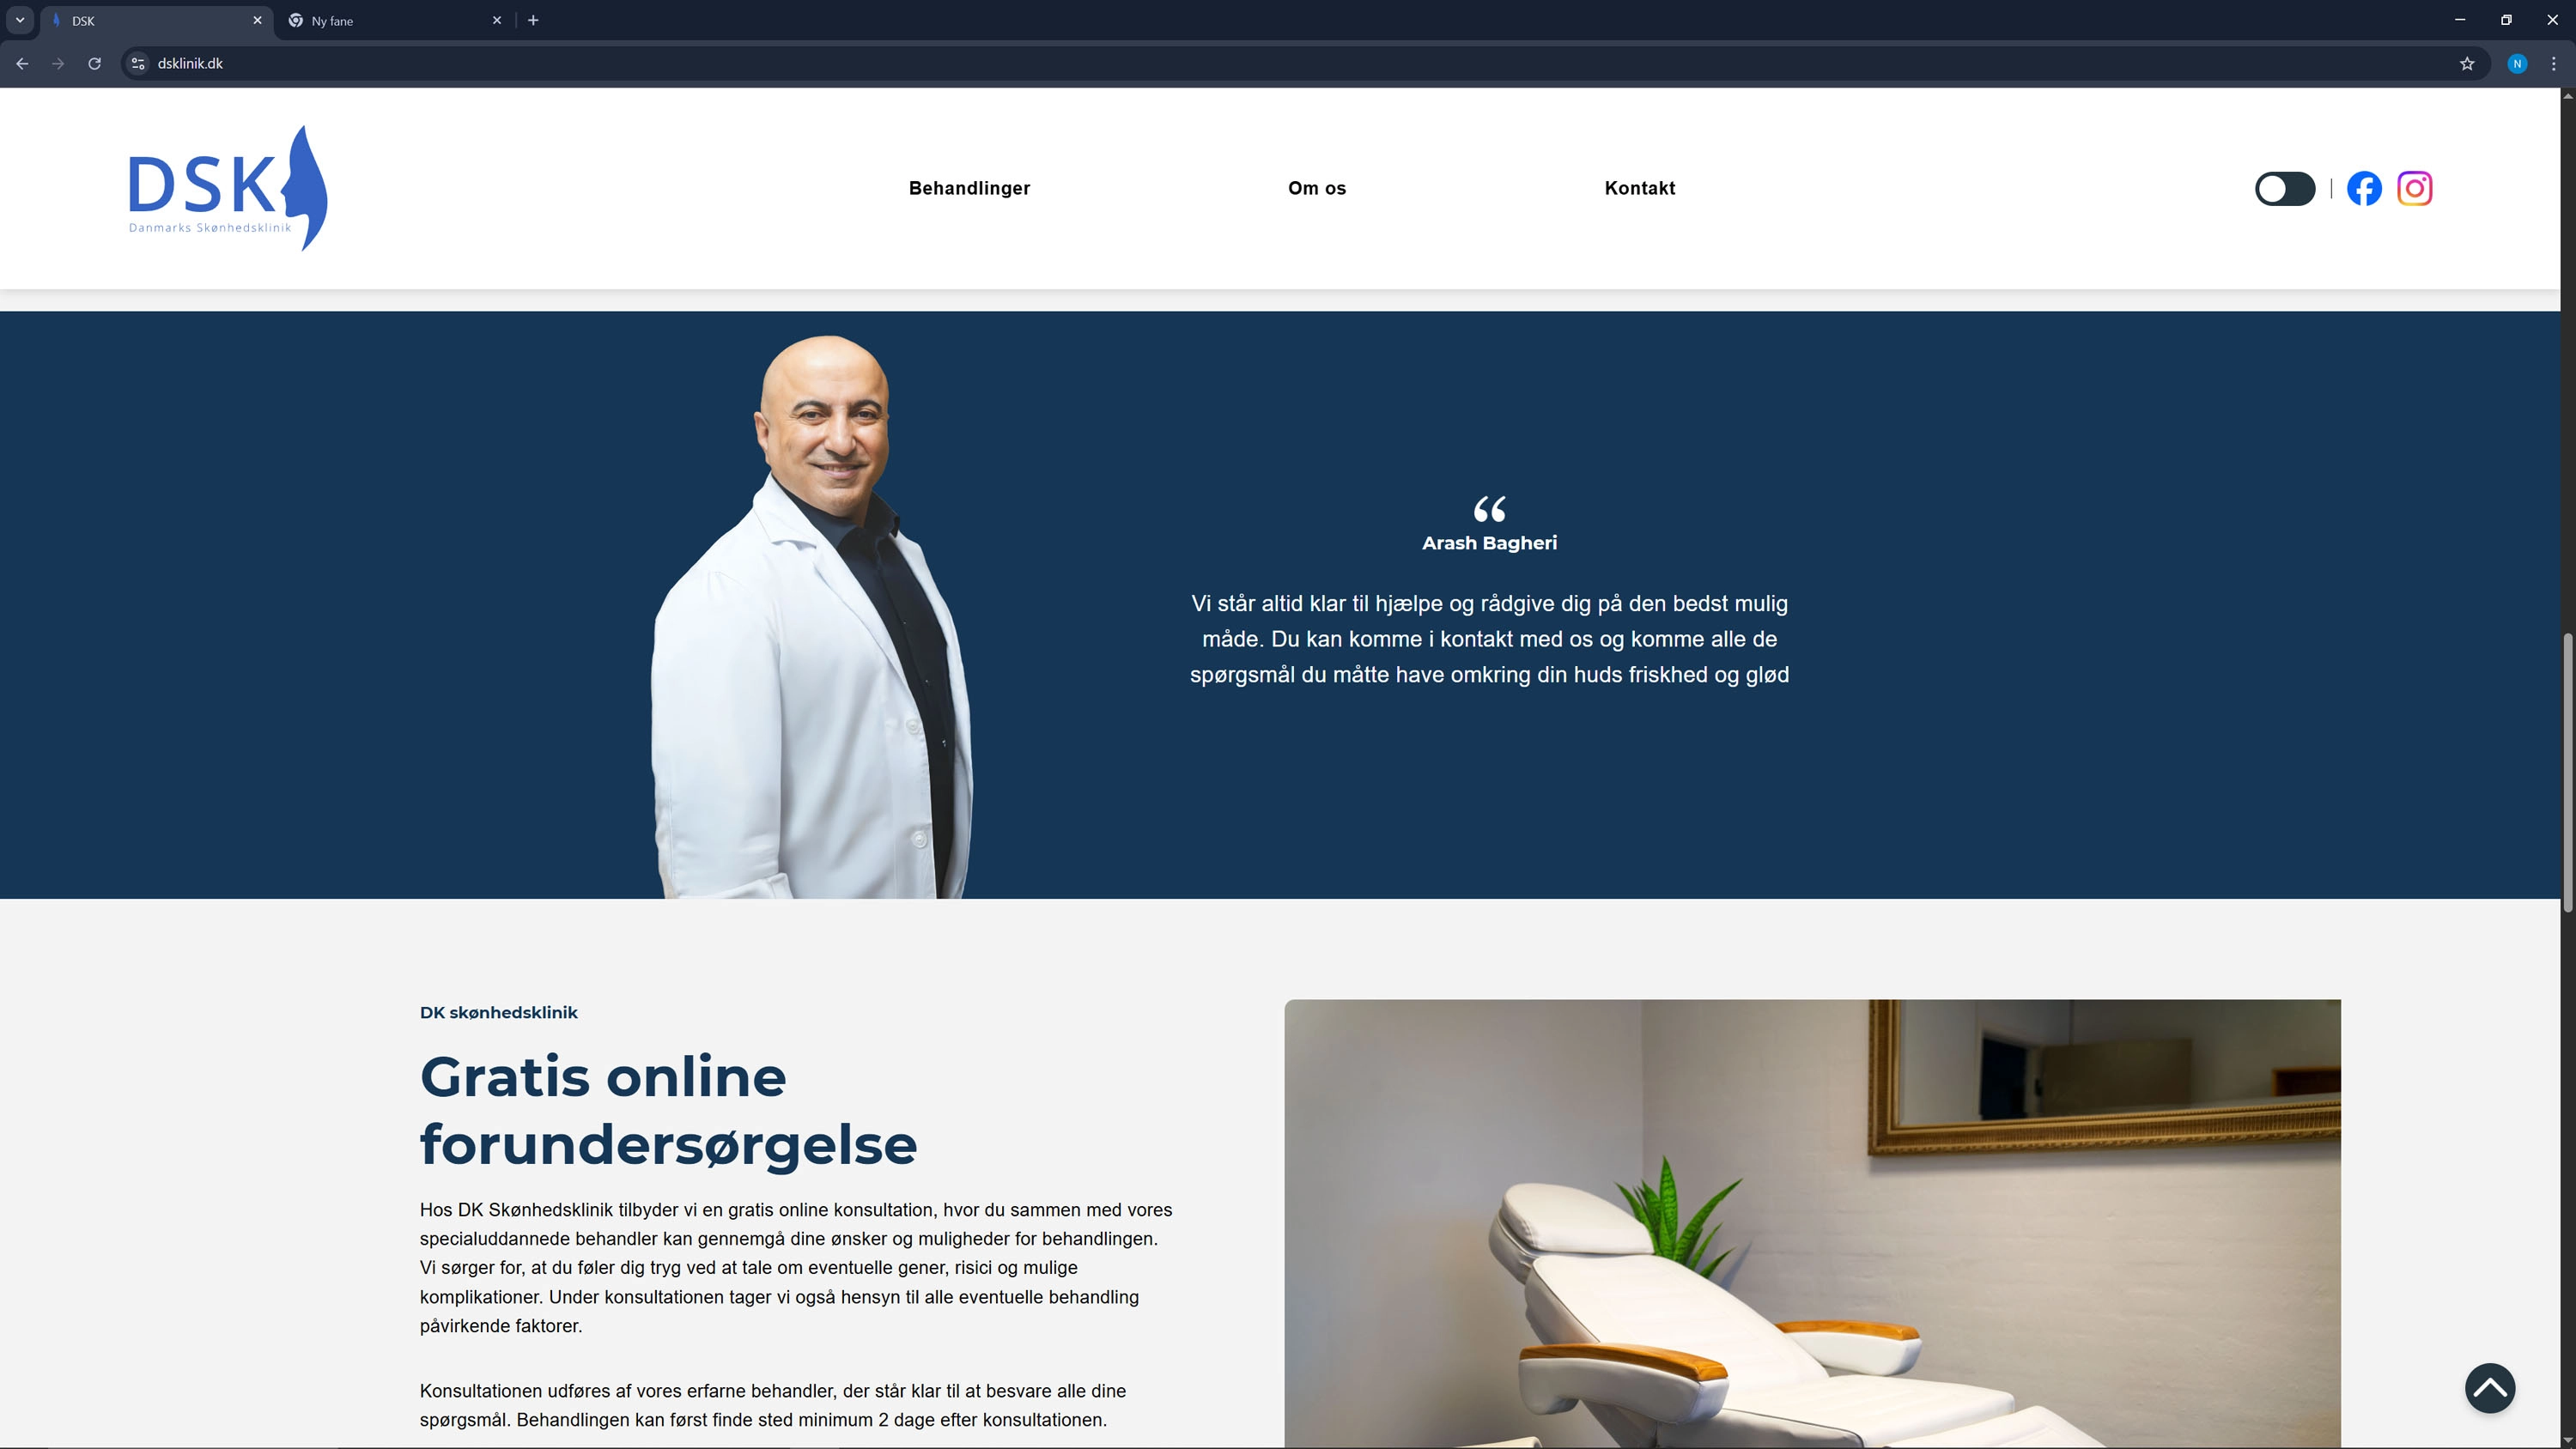 DSK
Ny fane
dsklinik.dk
N
DSK
Danmarks Skønhedsklinik
Behandlinger
Om os
Kontakt
“
Arash Bagheri
Vi står altid klar til hjælpe og rådgive dig på den bedst mulig
måde. Du kan komme i kontakt med os og komme alle de
spørgsmål du måtte have omkring din huds friskhed og glød
DK skønhedsklinik
Gratis online
forundersørgelse
Hos DK Skønhedsklinik tilbyder vi en gratis online konsultation, hvor du sammen med vores
specialuddannede behandler kan gennemgå dine ønsker og muligheder for behandlingen.
Vi sørger for, at du føler dig tryg ved at tale om eventuelle gener, risici og mulige
komplikationer. Under konsultationen tager vi også hensyn til alle eventuelle behandling
påvirkende faktorer.
Konsultationen udføres af vores erfarne behandler, der står klar til at besvare alle dine
spørgsmål. Behandlingen kan først finde sted minimum 2 dage efter konsultationen.